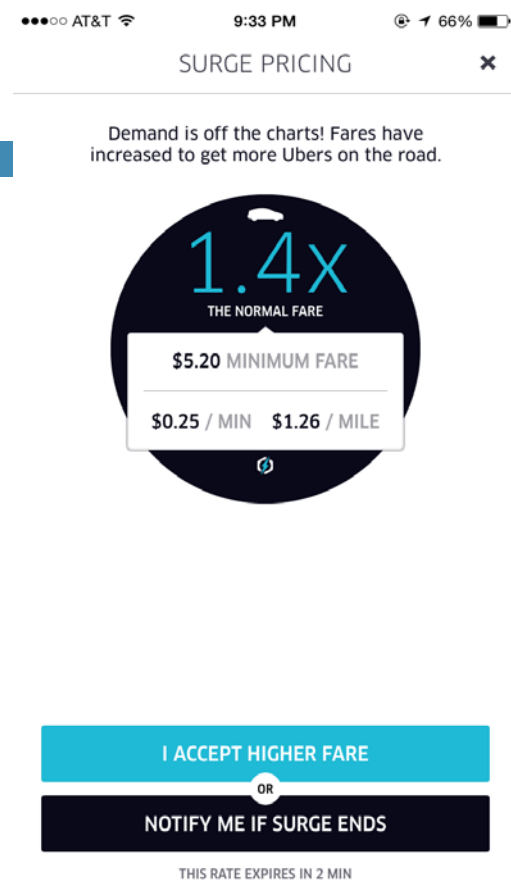 AT&T 9:33 PM 66%
SURGE PRICING
Demand is off the charts! Fares have
increased to get more Ubers on the road.
1.4x
THE NORMAL FARE
$5.20 MINIMUM FARE
$0.25 / MIN $1.26 / MILE
I ACCEPT HIGHER FARE
OR
NOTIFY ME IF SURGE ENDS
THIS RATE EXPIRES IN 2 MIN